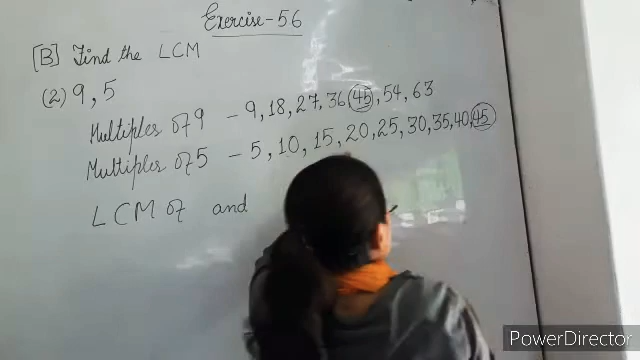 Exercise-56
[B] Find the LCM
(2) 9, 5
Multiples of 9 - 9, 18, 27, 36, 45, 54, 63
Multiples of 5 - 5, 10, 15, 20, 25, 30, 35, 40, 45
LCM of and
PowerDirector